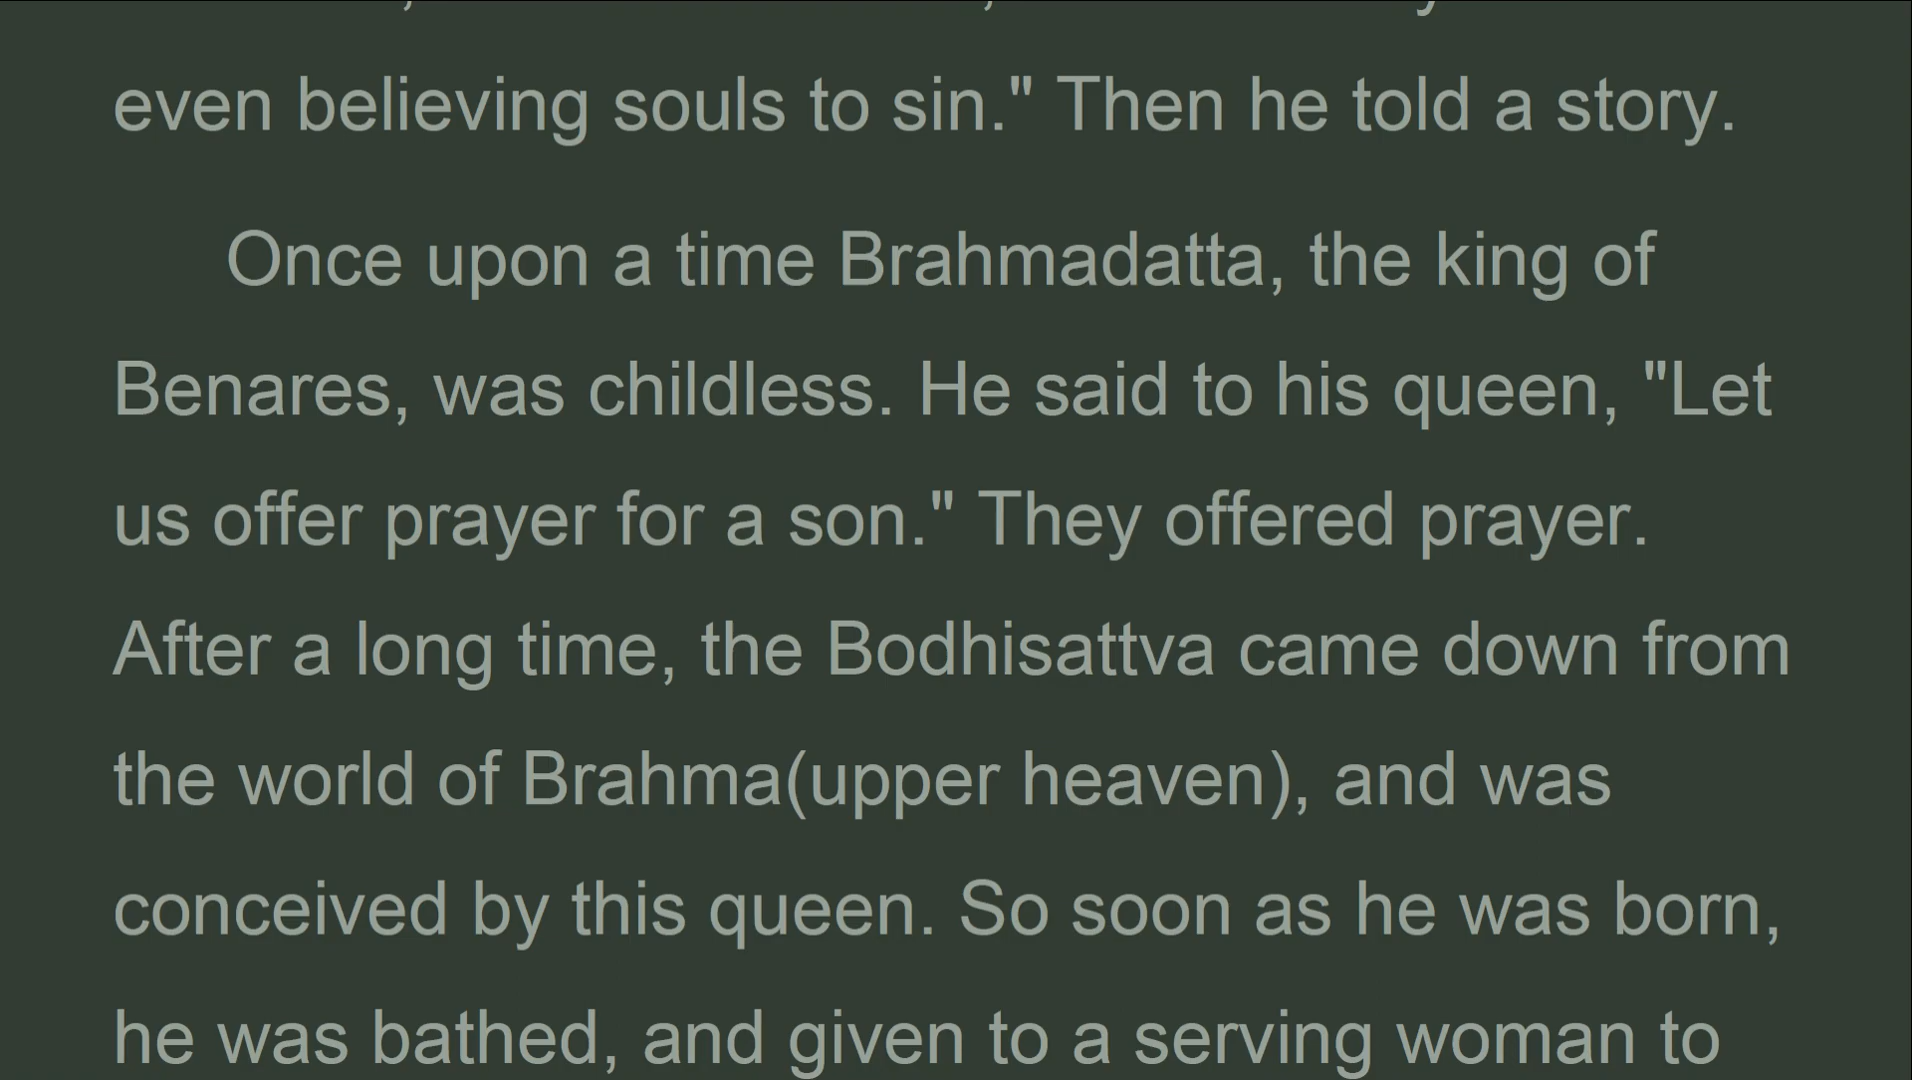 even believing souls to sin." Then he told a story.
Once upon a time Brahmadatta, the king of
Benares, was childless. He said to his queen, "Let
us offer prayer for a son." They offered prayer.
After a long time, the Bodhisattva came down from
the world of Brahma(upper heaven), and was
conceived by this queen. So soon as he was born,
he was bathed, and given to a serving woman to